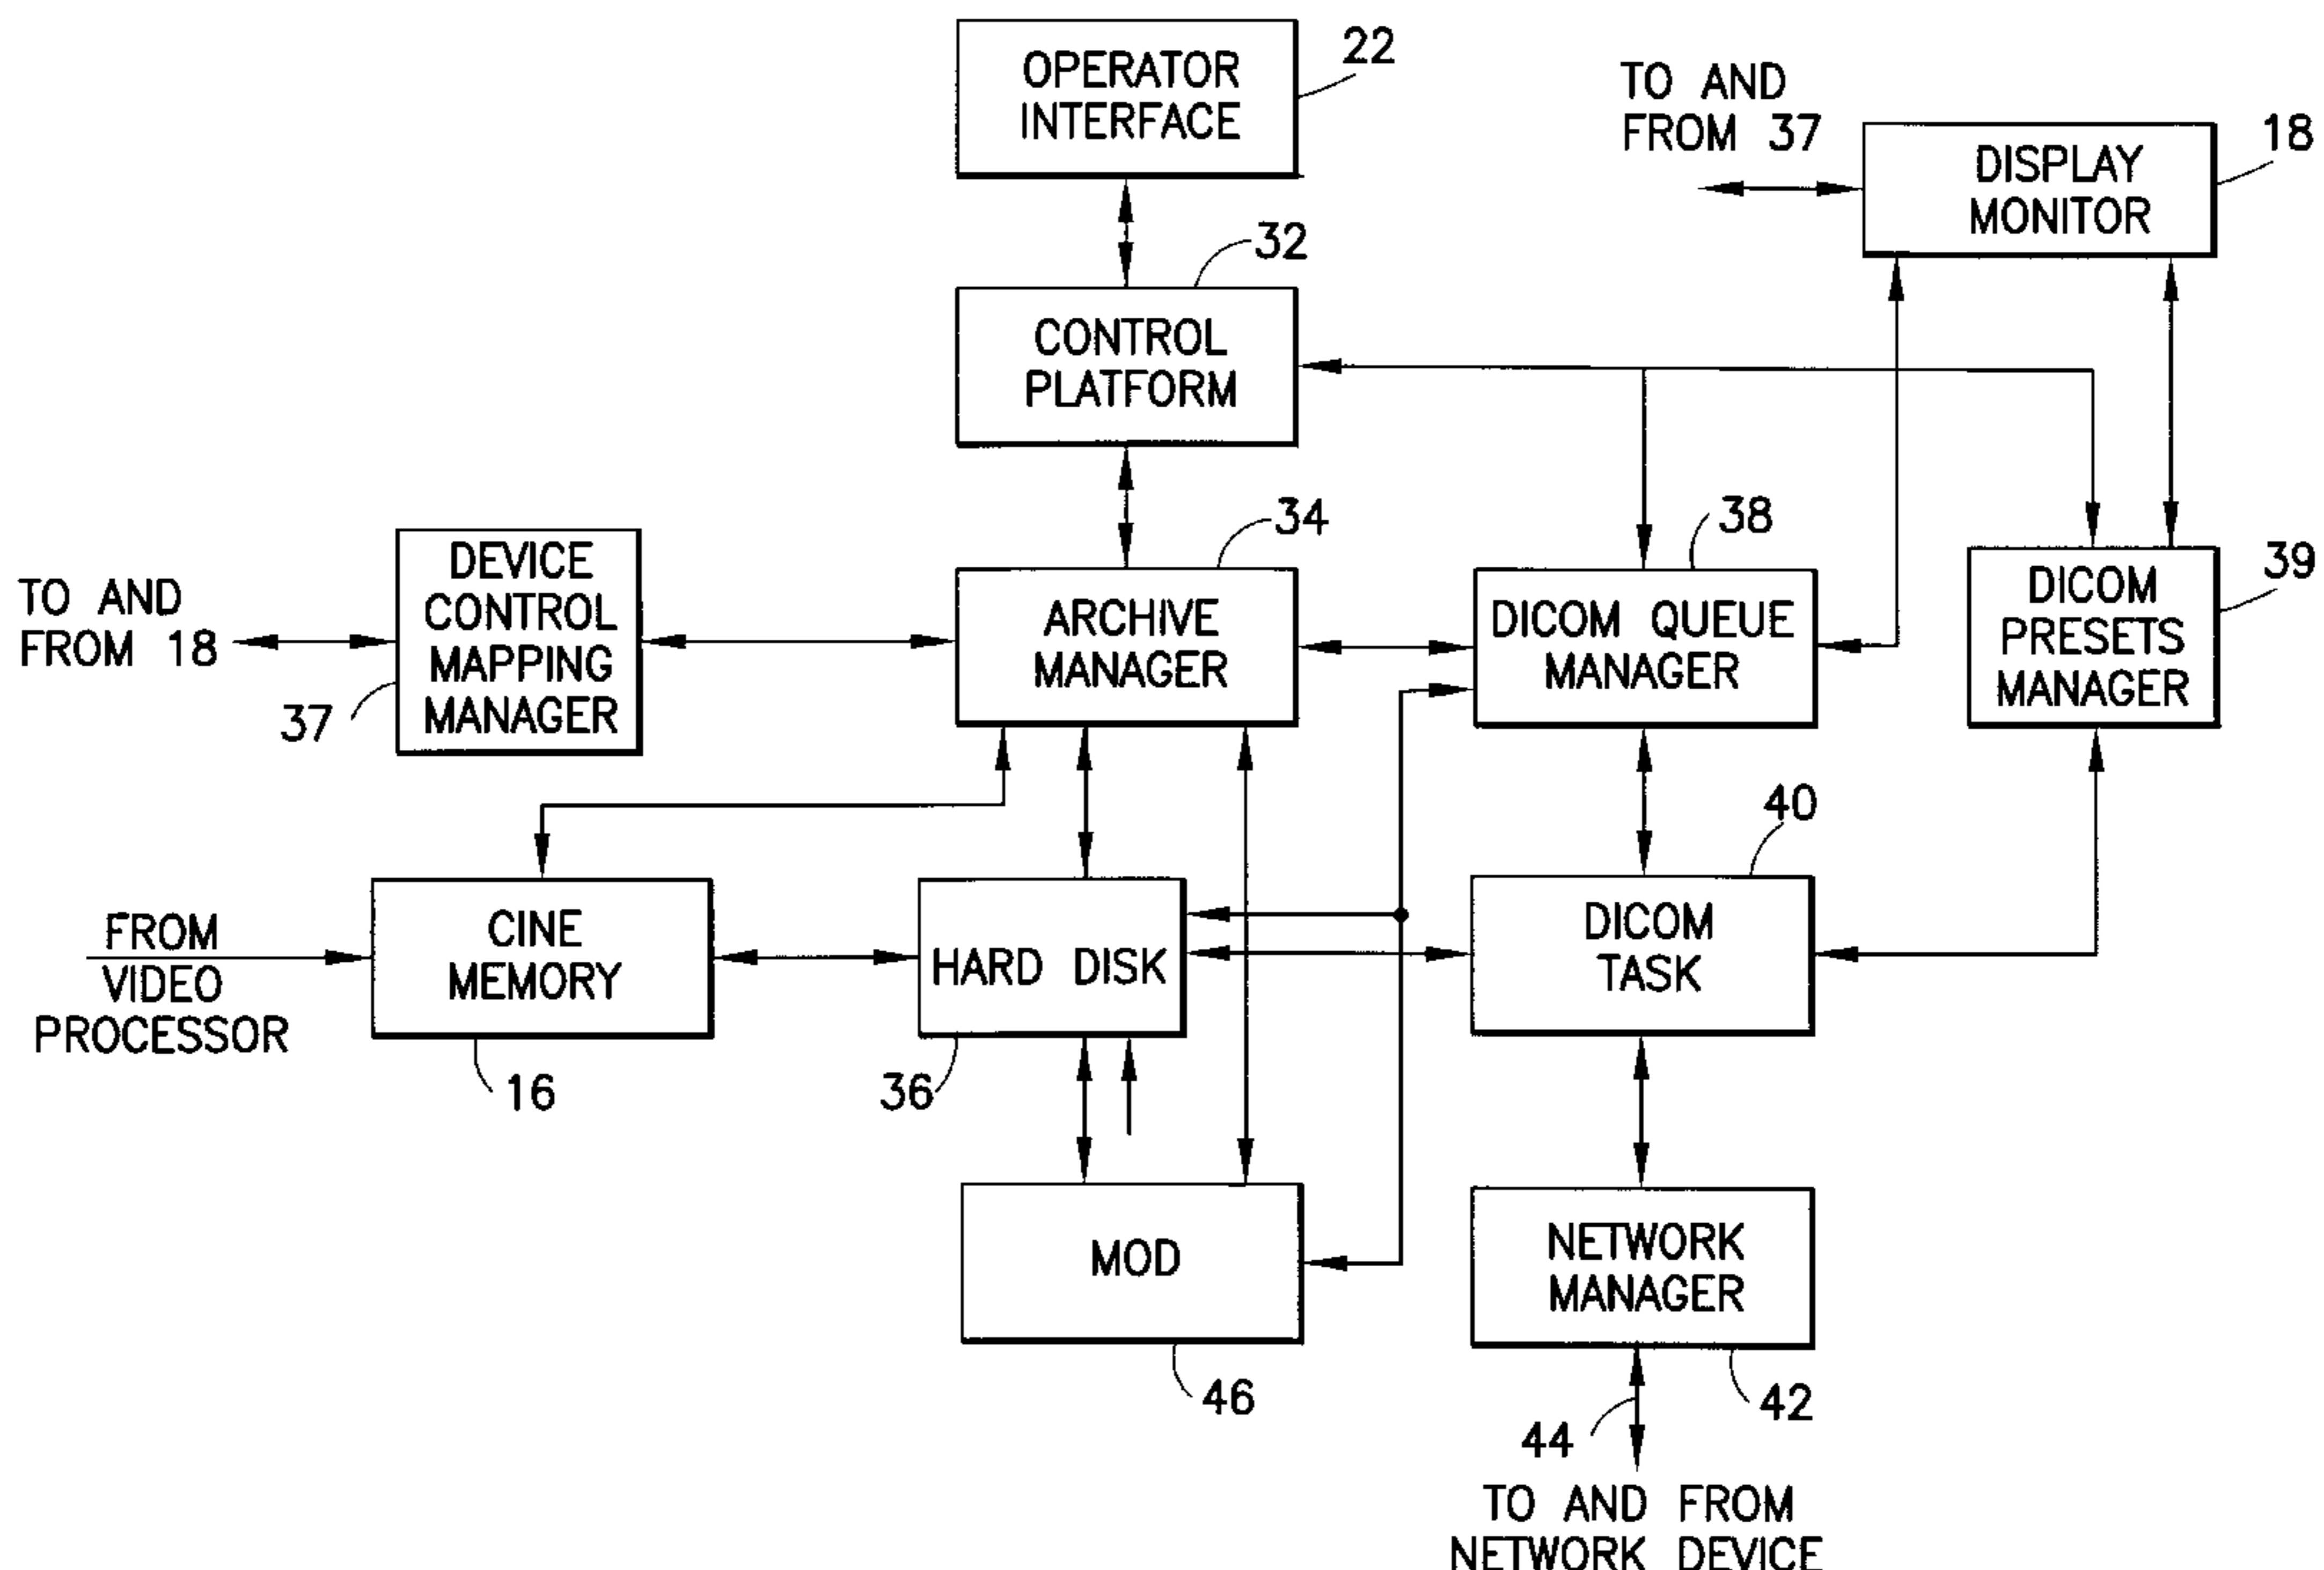 OPERATOR
INTERFACE
22
TO AND
FROM 37
DISPLAY
MONITOR
18
32
CONTROL
PLATFORM
34
38
39
TO AND
FROM 18
DEVICE
CONTROL
MAPPING
MANAGER
37
ARCHIVE
MANAGER
DICOM QUEUE
MANAGER
DICOM
PRESETS
MANAGER
40
FROM
VIDEO
PROCESSOR
CINE
MEMORY
16
HARD DISK
36
DICOM
TASK
MOD
46
NETWORK
MANAGER
42
44
TO AND FROM
NETWORK DEVICE